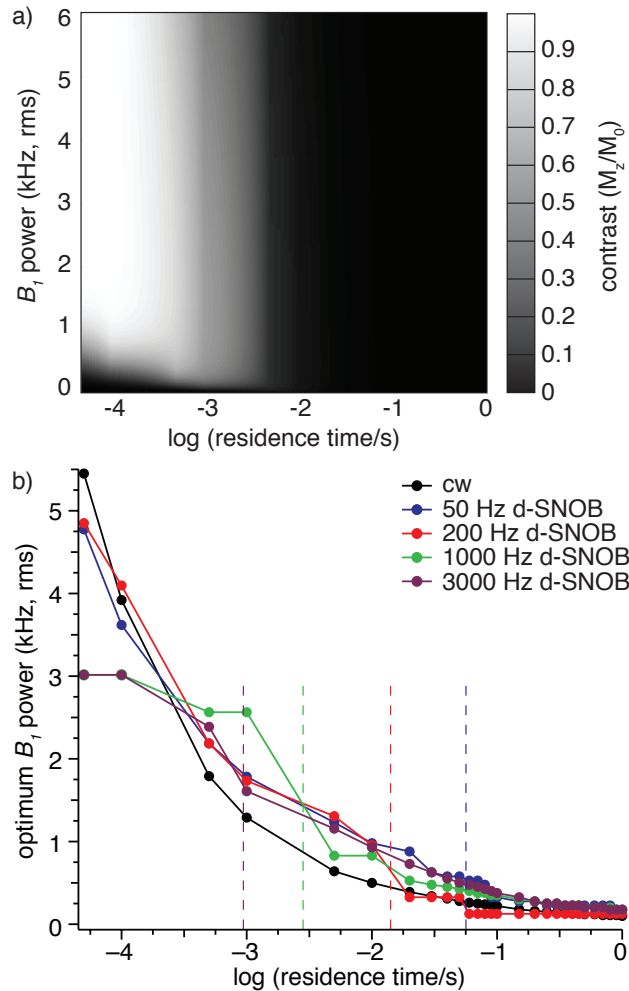 a)
6
5
4
3
2
1
0
B1 power (kHz, rms)
-4 -3 -2 -1 0
log (residence time/s)
0.9
0.8
0.7
0.6
0.5
0.4
0.3
0.2
0.1
0
contrast (Mz/M0)
b)
5
4
3
2
1
0
optimum B1 power (kHz, rms)
cw
50 Hz d-SNOB
200 Hz d-SNOB
1000 Hz d-SNOB
3000 Hz d-SNOB
−4 −3 −2 −1 0
log (residence time/s)